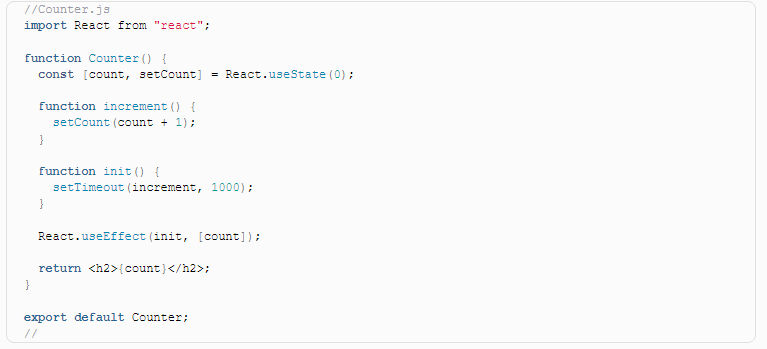 //Counter.js
import React from "react";
function Counter() {
const [count, setCount] = React.useState(0);
function increment() {
setCount(count + 1);
}
function init() {
setTimeout(increment, 1000);
}
React.useEffect(init, [count]);
return <h2>{count}</h2>;
}
export default Counter;
//